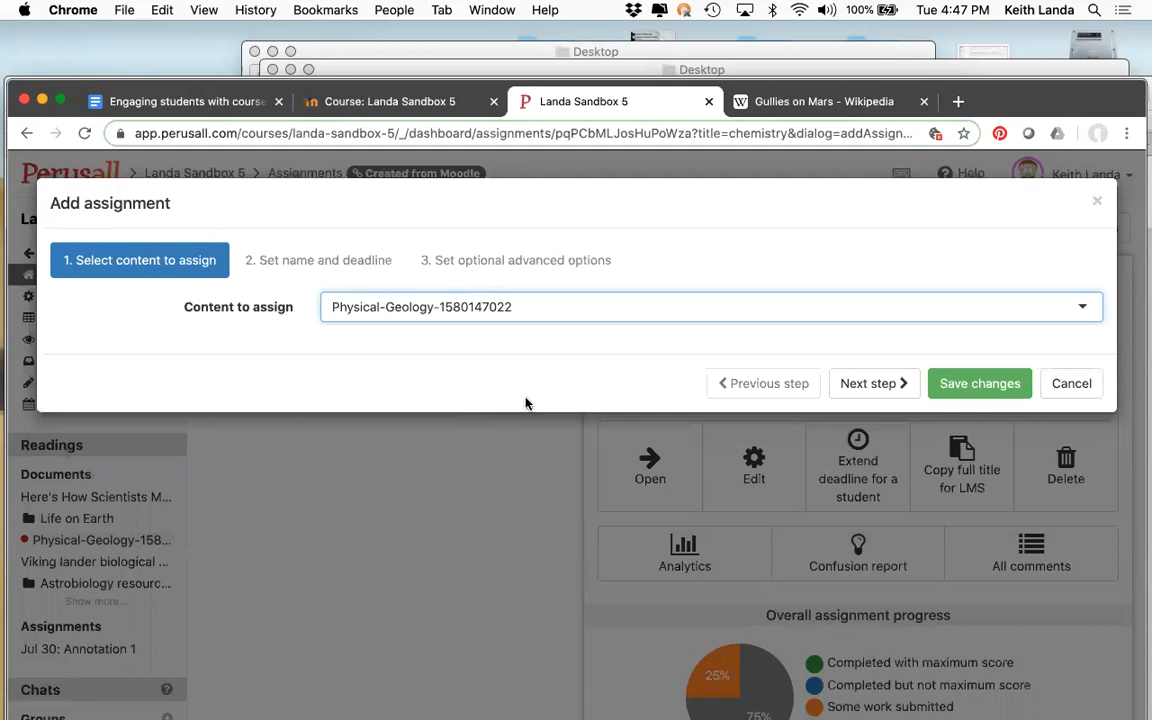 Chrome File Edit View History Bookmarks People Tab Window Help 100% Tue 4:47 PM Keith Landa
Desktop
Desktop
Engaging students with course Course: Landa Sandbox 5 Landa Sandbox 5 Gullies on Mars - Wikipedia
app.perusall.com/courses/landa-sandbox-5/_/dashboard/assignments/pqPCbMLJosHuPoWza?title=chemistry&dialog=addAssign...
Perusall Landa Sandbox 5 Assignments Created from Moodle Help Keith Landa
Add assignment
La
1. Select content to assign 2. Set name and deadline 3. Set optional advanced options
Content to assign Physical-Geology-1580147022
Previous step Next step Save changes Cancel
Readings
Documents
Here's How Scientists M...
Life on Earth
Physical-Geology-158...
Viking lander biological ...
Astrobiology resourc...
Show more...
Assignments
Jul 30: Annotation 1
Chats
Groups
Open
Edit
Extend
deadline for a
student
Copy full title
for LMS
Delete
Analytics
Confusion report
All comments
Overall assignment progress
25%
75%
Completed with maximum score
Completed but not maximum score
Some work submitted